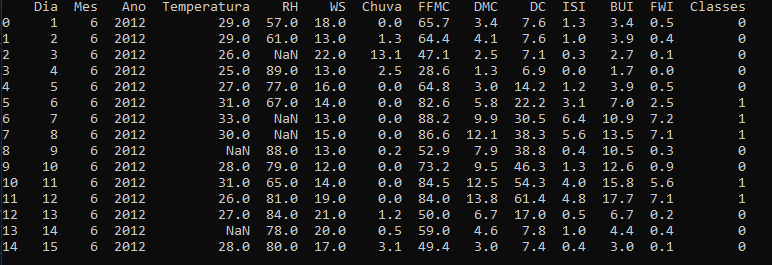 Dia Mes Ano Temperatura RH WS Chuva FFMC DMC DC ISI BUI FWI Classes
0 1 6 2012 29.0 57.0 18.0 0.0 65.7 3.4 7.6 1.3 3.4 0.5 0
1 2 6 2012 29.0 61.0 13.0 1.3 64.4 4.1 7.6 1.0 3.9 0.4 0
2 3 6 2012 26.0 NaN 22.0 13.1 47.1 2.5 7.1 0.3 2.7 0.1 0
3 4 6 2012 25.0 89.0 13.0 2.5 28.6 1.3 6.9 0.0 1.7 0.0 0
4 5 6 2012 27.0 77.0 16.0 0.0 64.8 3.0 14.2 1.2 3.9 0.5 0
5 6 6 2012 31.0 67.0 14.0 0.0 82.6 5.8 22.2 3.1 7.0 2.5 1
6 7 6 2012 33.0 NaN 13.0 0.0 88.2 9.9 30.5 6.4 10.9 7.2 1
7 8 6 2012 30.0 NaN 15.0 0.0 86.6 12.1 38.3 5.6 13.5 7.1 1
8 9 6 2012 NaN 88.0 13.0 0.2 52.9 7.9 38.8 0.4 10.5 0.3 0
9 10 6 2012 28.0 79.0 12.0 0.0 73.2 9.5 46.3 1.3 12.6 0.9 0
10 11 6 2012 31.0 65.0 14.0 0.0 84.5 12.5 54.3 4.0 15.8 5.6 1
11 12 6 2012 26.0 81.0 19.0 0.0 84.0 13.8 61.4 4.8 17.7 7.1 1
12 13 6 2012 27.0 84.0 21.0 1.2 50.0 6.7 17.0 0.5 6.7 0.2 0
13 14 6 2012 NaN 78.0 20.0 0.5 59.0 4.6 7.8 1.0 4.4 0.4 0
14 15 6 2012 28.0 80.0 17.0 3.1 49.4 3.0 7.4 0.4 3.0 0.1 0